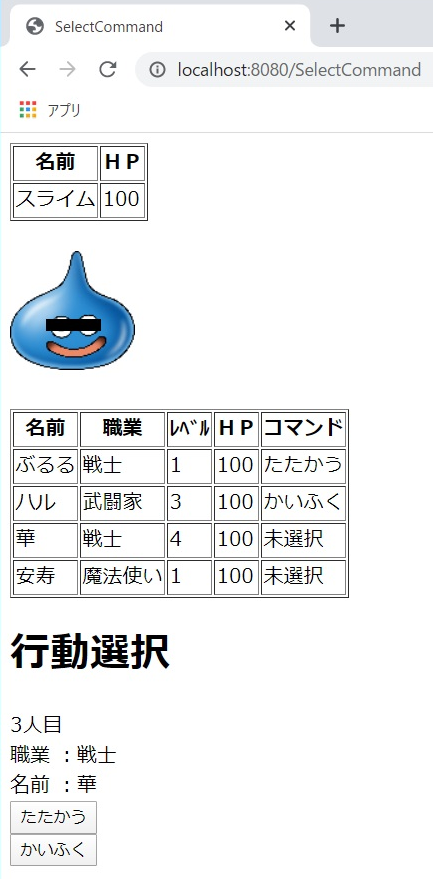 SelectCommand
localhost:8080/SelectCommand
アプリ
名前 ＨＰ
スライム 100
名前 職業 ﾚﾍﾞﾙ ＨＰ コマンド
ぶるる 戦士 1 100 たたかう
ハル 武闘家 3 100 かいふく
華 戦士 4 100 未選択
安寿 魔法使い 1 100 未選択
行動選択
3人目
職業 ：戦士
名前 ：華
たたかう
かいふく